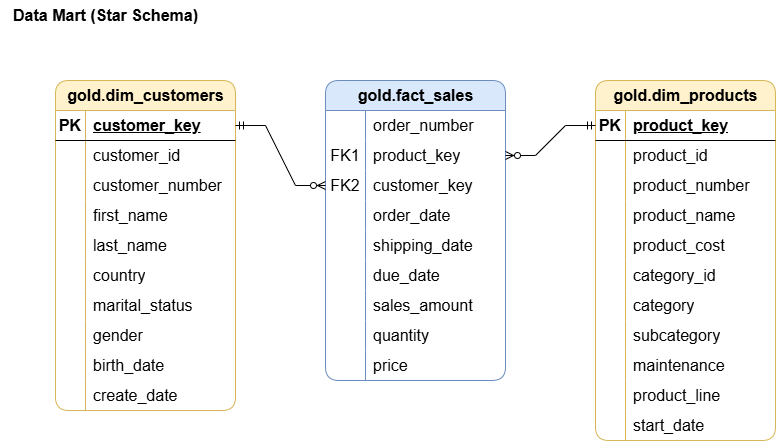 Data Mart (Star Schema)
gold.dim_customers
PK customer_key
customer_id
customer_number
first_name
last_name
country
marital_status
gender
birth_date
create_date
gold.fact_sales
order_number
FK1 product_key
FK2 customer_key
order_date
shipping_date
due_date
sales_amount
quantity
price
gold.dim_products
PK product_key
product_id
product_number
product_name
product_cost
category_id
category
subcategory
maintenance
product_line
start_date